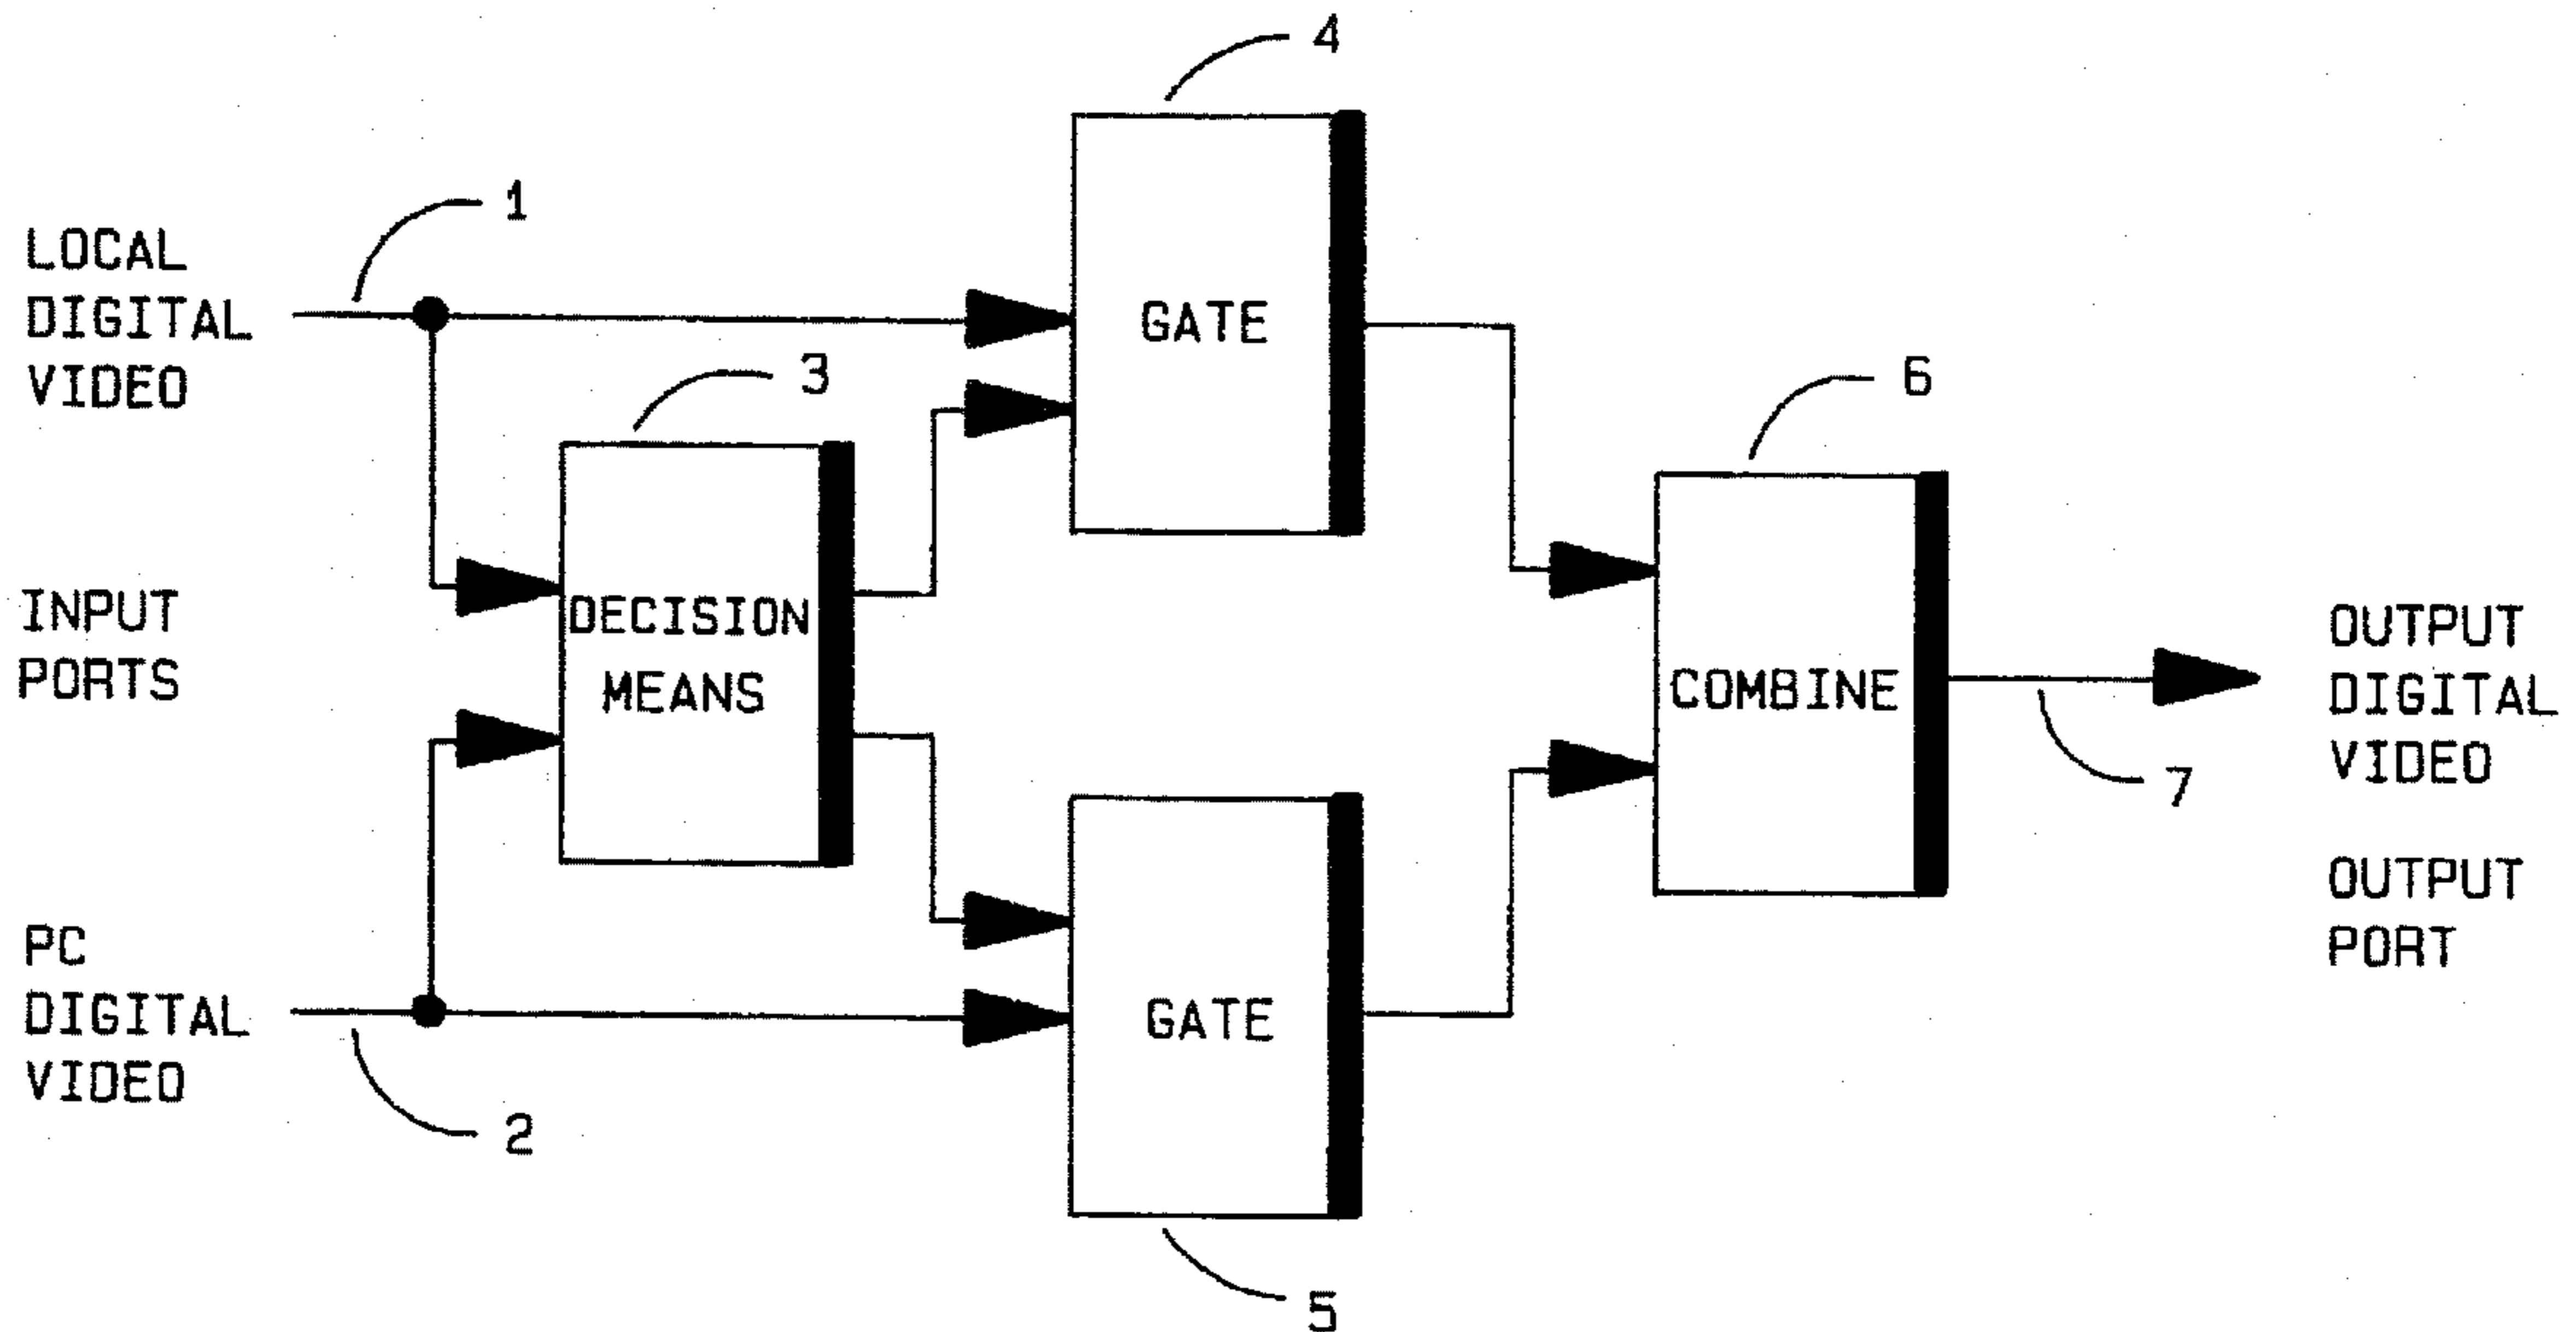 4
1
LOCAL
DIGITAL
VIDEO
GATE
3
6
INPUT
PORTS
DECISION
MEANS
COMBINE
OUTPUT
DIGITAL
VIDEO
7
OUTPUT
PORT
PC
DIGITAL
VIDEO
2
GATE
5